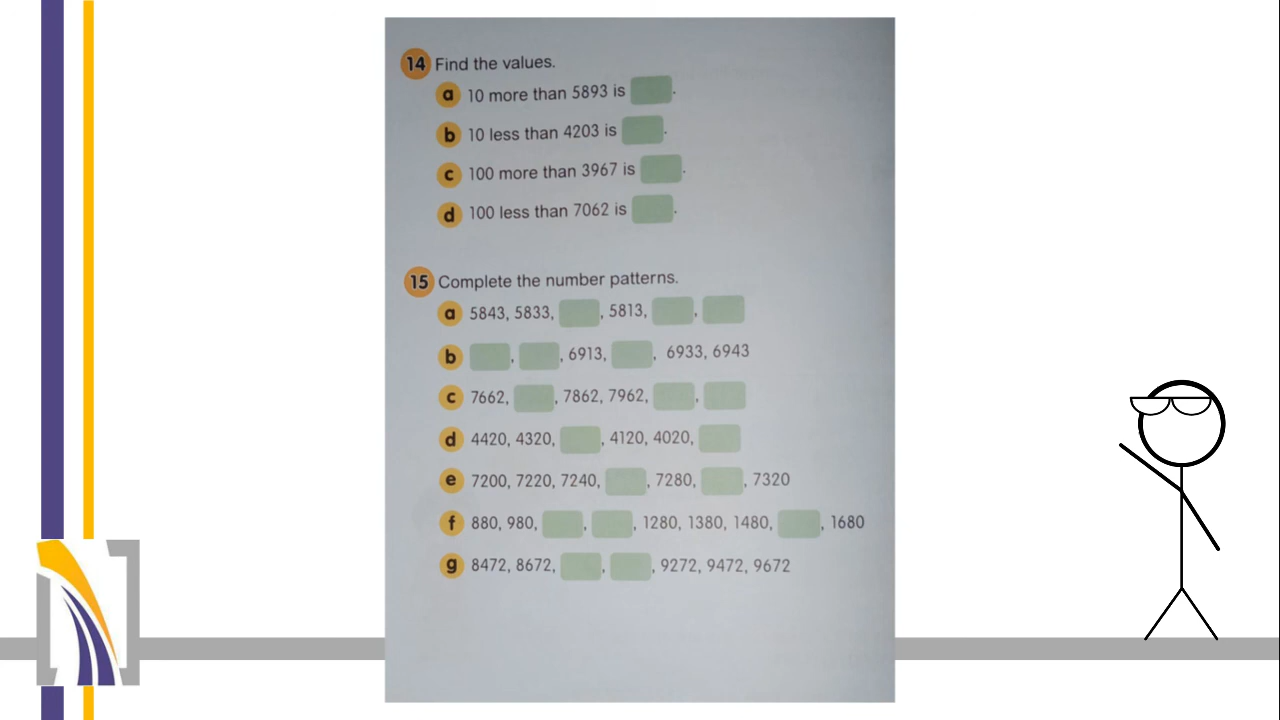 14 Find the values.
a 10 more than 5893 is .
b 10 less than 4203 is .
c 100 more than 3967 is .
d 100 less than 7062 is .
15 Complete the number patterns.
a 5843, 5833, , 5813, ,
b , , 6913, , 6933, 6943
c 7662, , 7862, 7962, ,
d 4420, 4320, , 4120, 4020,
e 7200, 7220, 7240, , 7280, , 7320
f 880, 980, , , 1280, 1380, 1480, , 1680
g 8472, 8672, , , 9272, 9472, 9672